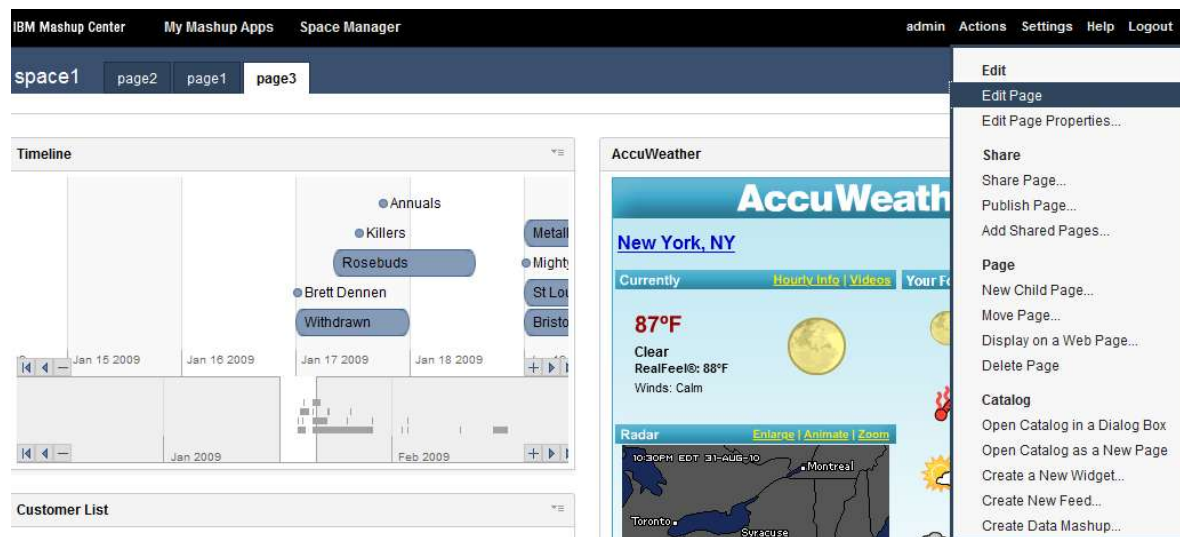 IBM Mashup Center My Mashup Apps Space Manager admin Actions Settings Help Logout
space1 page2 page1 page3
Edit
Edit Page
Edit Page Properties...
Share
Share Page...
Publish Page...
Add Shared Pages...
Page
New Child Page...
Move Page...
Display on a Web Page...
Delete Page
Catalog
Open Catalog in a Dialog Box
Open Catalog as a New Page
Create a New Widget...
Create New Feed...
Create Data Mashup...
Timeline
Annuals
Killers
Metall
Rosebuds
Mighty
Brett Dennen
St Lou
Withdrawn
Bristo
Jan 15 2009 Jan 16 2009 Jan 17 2009 Jan 18 2009
Jan 2009 Feb 2009
Customer List
AccuWeather
AccuWeath
New York, NY
Currently Hourly Info | Videos Your Fo
87ºF
Clear
RealFeel®: 88ºF
Winds: Calm
Radar Enlarge | Animate | Zoom
10:30PM EDT 31-AUG-10
Montreal
Toronto
Syracuse